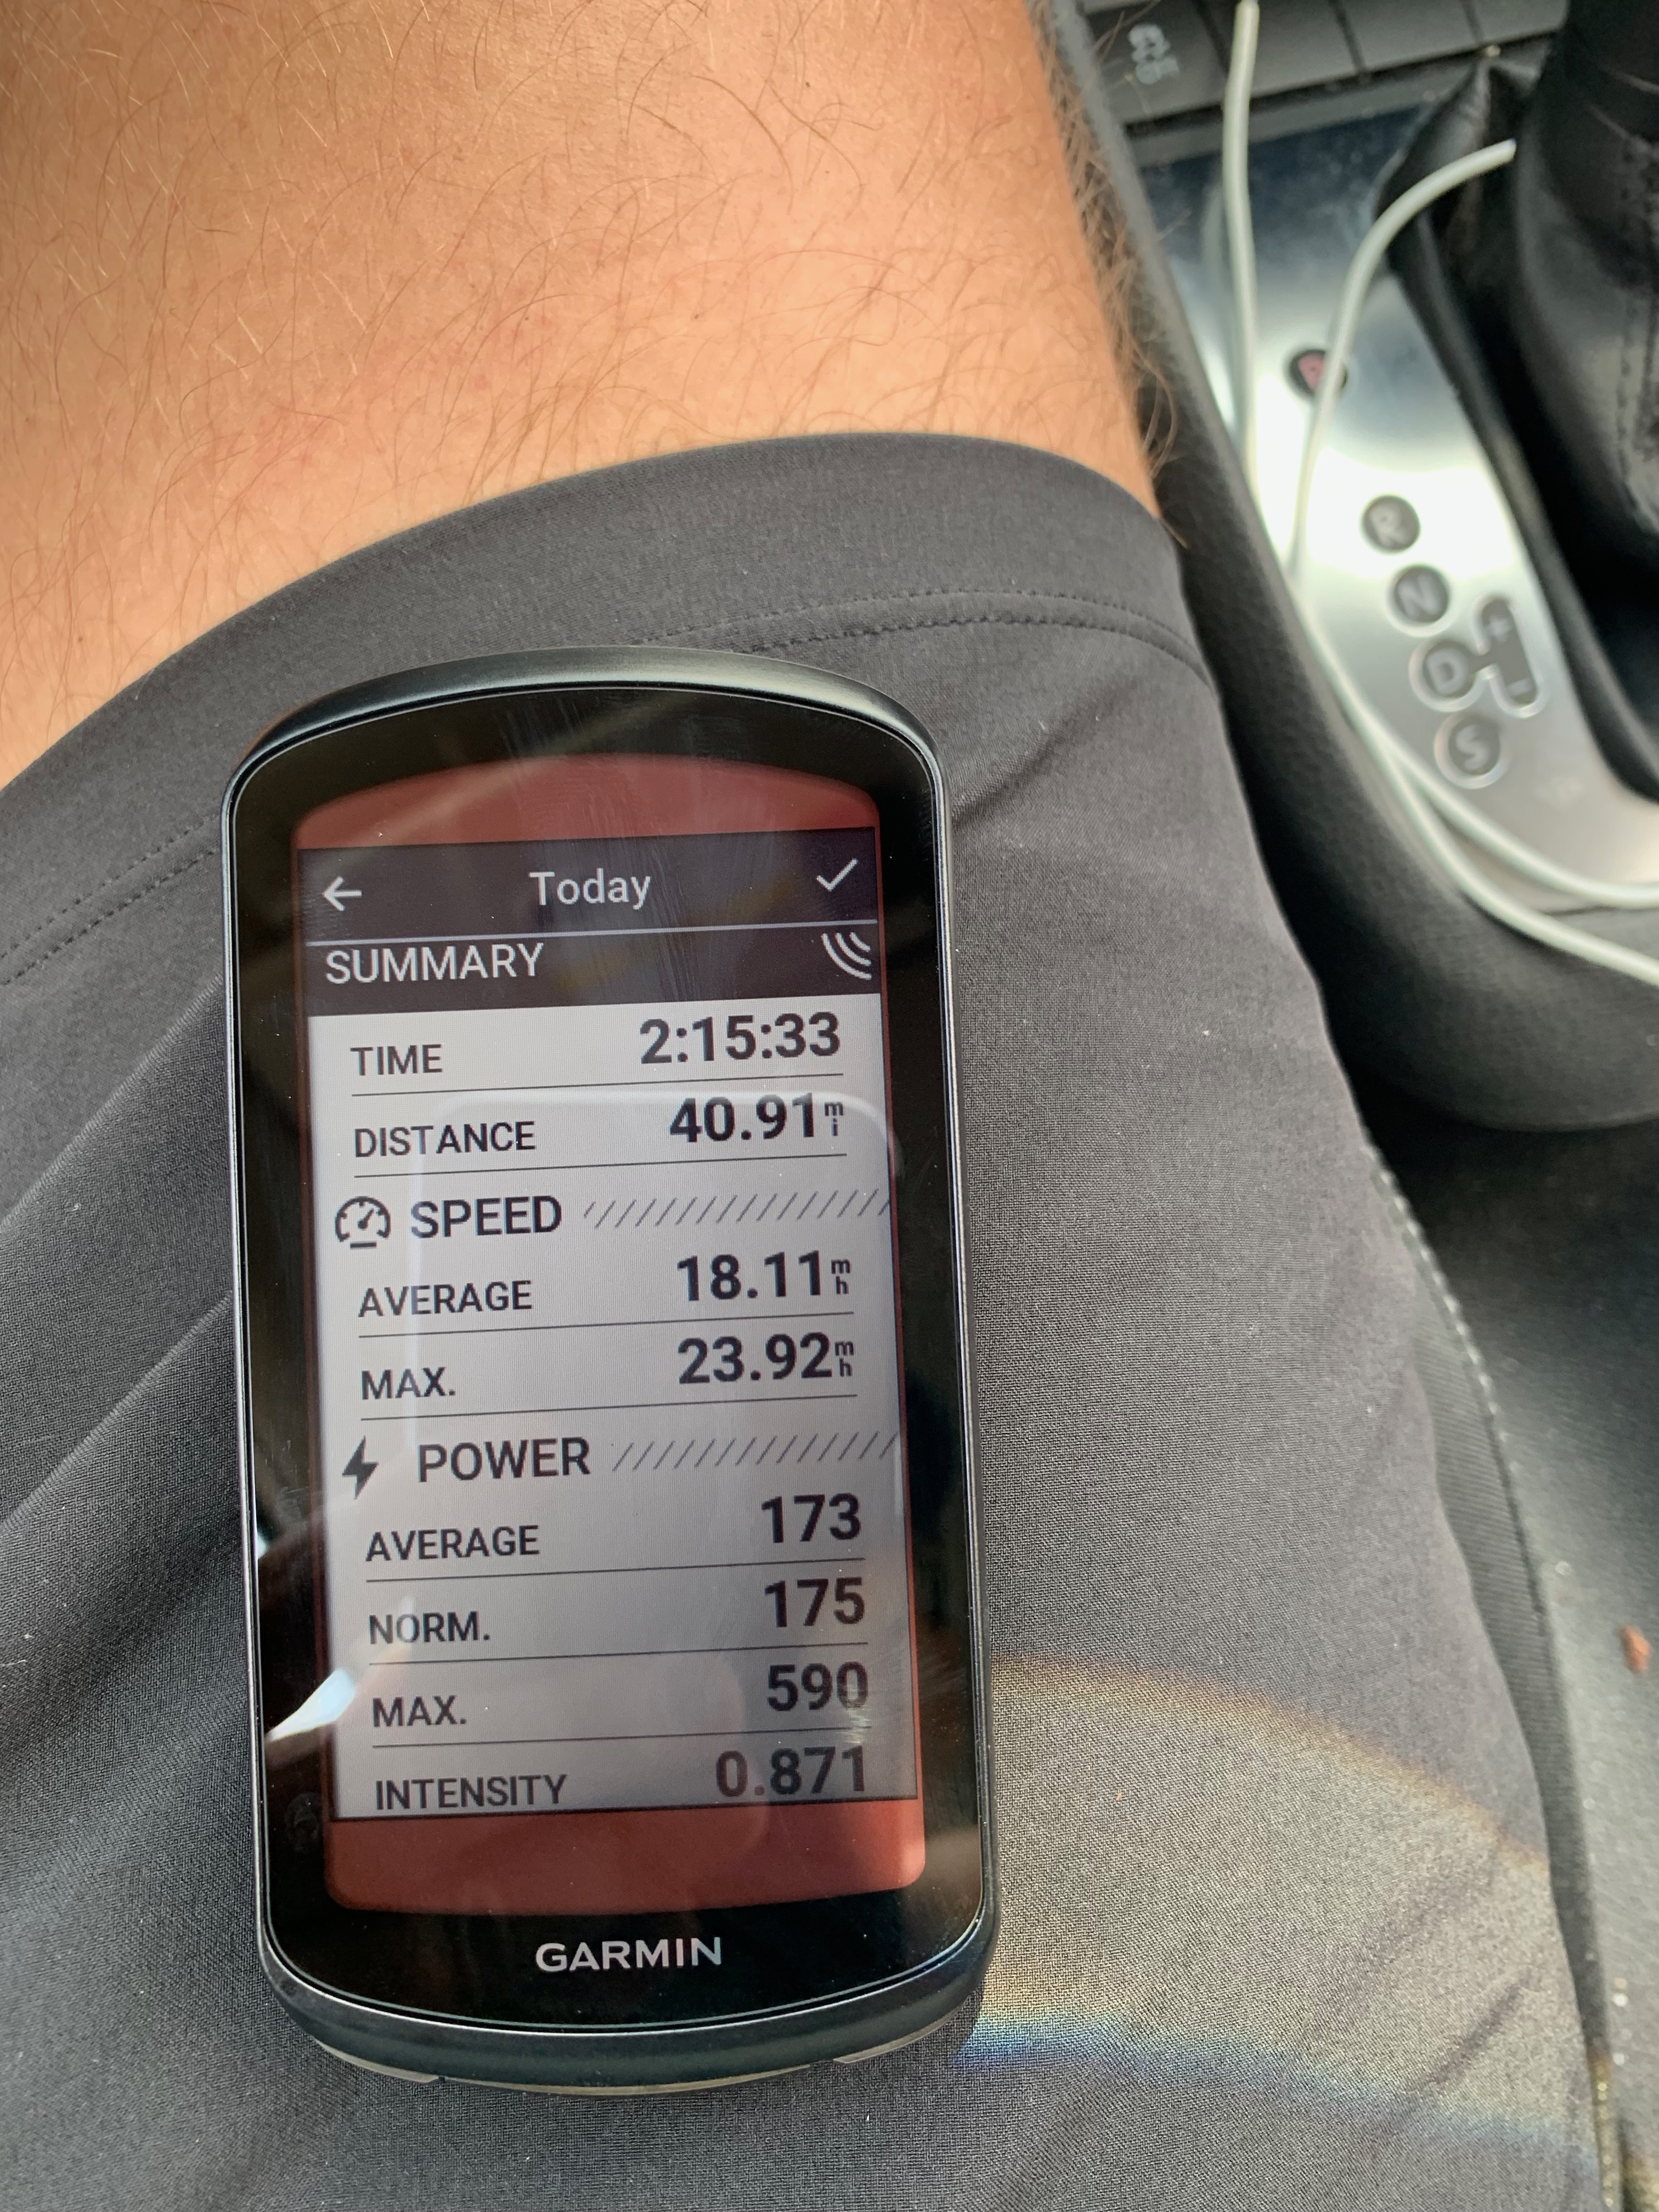 P
R
N
D
+
-
S
Today
SUMMARY
TIME 2:15:33
DISTANCE 40.91 mi
SPEED
AVERAGE 18.11 mh
MAX. 23.92 mh
POWER
AVERAGE 173
NORM. 175
MAX. 590
INTENSITY 0.871
GARMIN